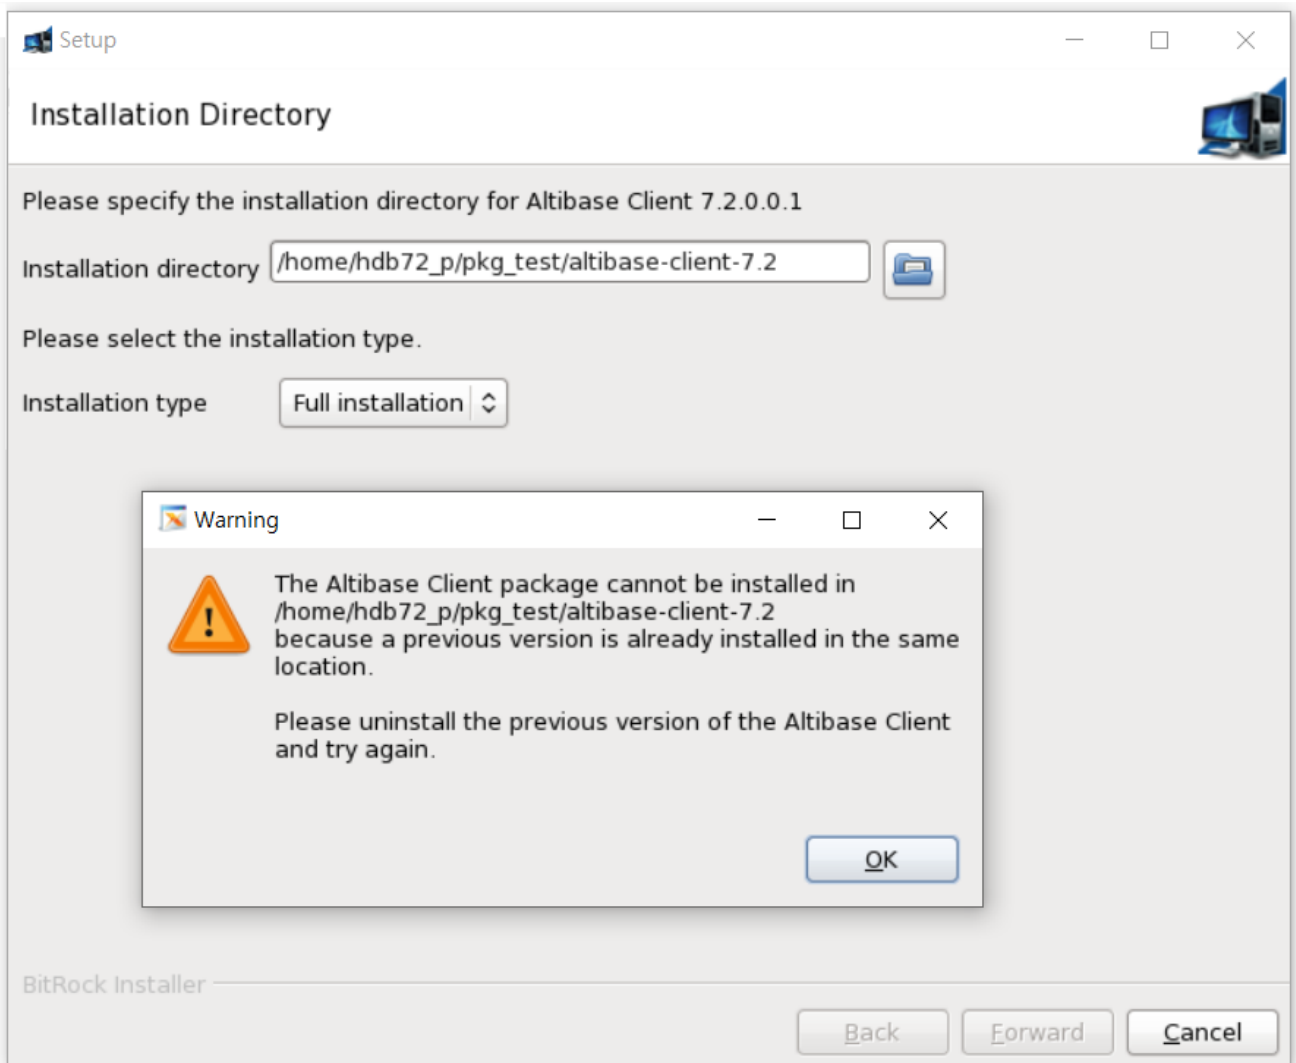 Setup
Installation Directory
Please specify the installation directory for Altibase Client 7.2.0.0.1
Installation directory /home/hdb72_p/pkg_test/altibase-client-7.2
Please select the installation type.
Installation type Full installation
Warning
The Altibase Client package cannot be installed in
/home/hdb72_p/pkg_test/altibase-client-7.2
because a previous version is already installed in the same
location.
Please uninstall the previous version of the Altibase Client
and try again.
OK
BitRock Installer
Back Forward Cancel